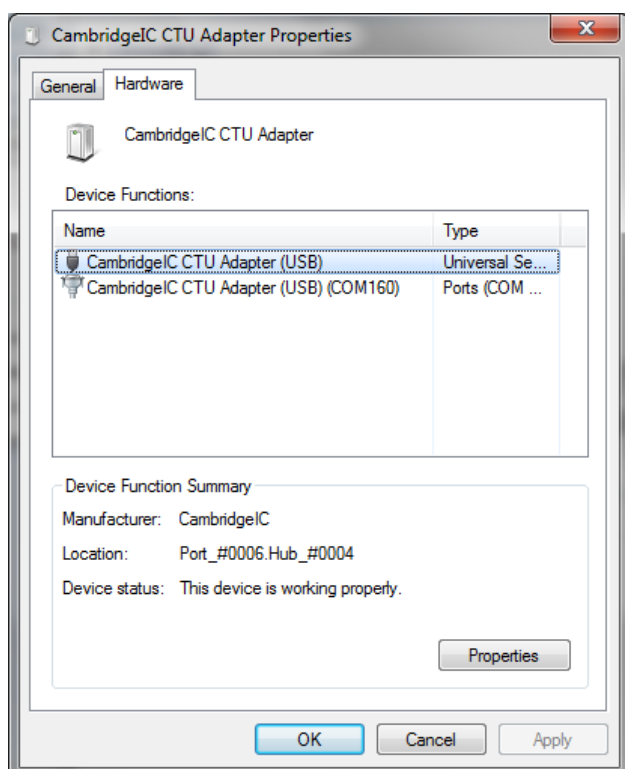 CambridgeIC CTU Adapter Properties
General Hardware
CambridgeIC CTU Adapter
Device Functions:
Name Type
CambridgeIC CTU Adapter (USB) Universal Se...
CambridgeIC CTU Adapter (USB) (COM160) Ports (COM ...
Device Function Summary
Manufacturer: CambridgeIC
Location: Port_#0006.Hub_#0004
Device status: This device is working properly.
Properties
OK Cancel Apply